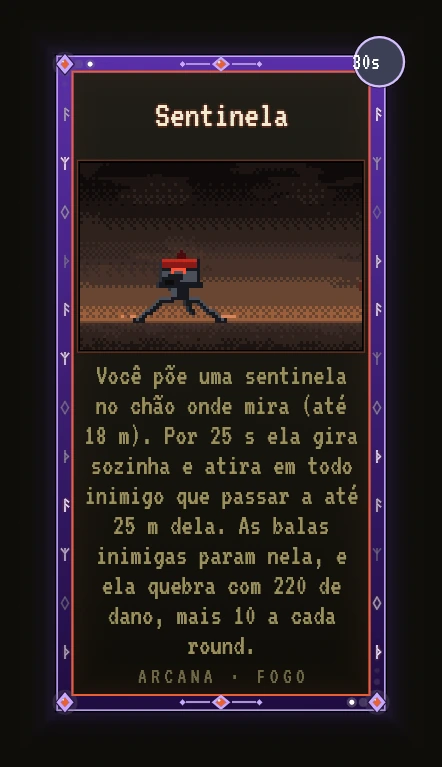 80s
Sentinela
Você põe uma sentinela
no chão onde mira (até
18 m). Por 25 s ela gira
sozinha e atira em todo
inimigo que passar a até
25 m dela. As balas
inimigas param nela, e
ela quebra com 220 de
dano, mais 10 a cada
round.
ARCANA · FOGO